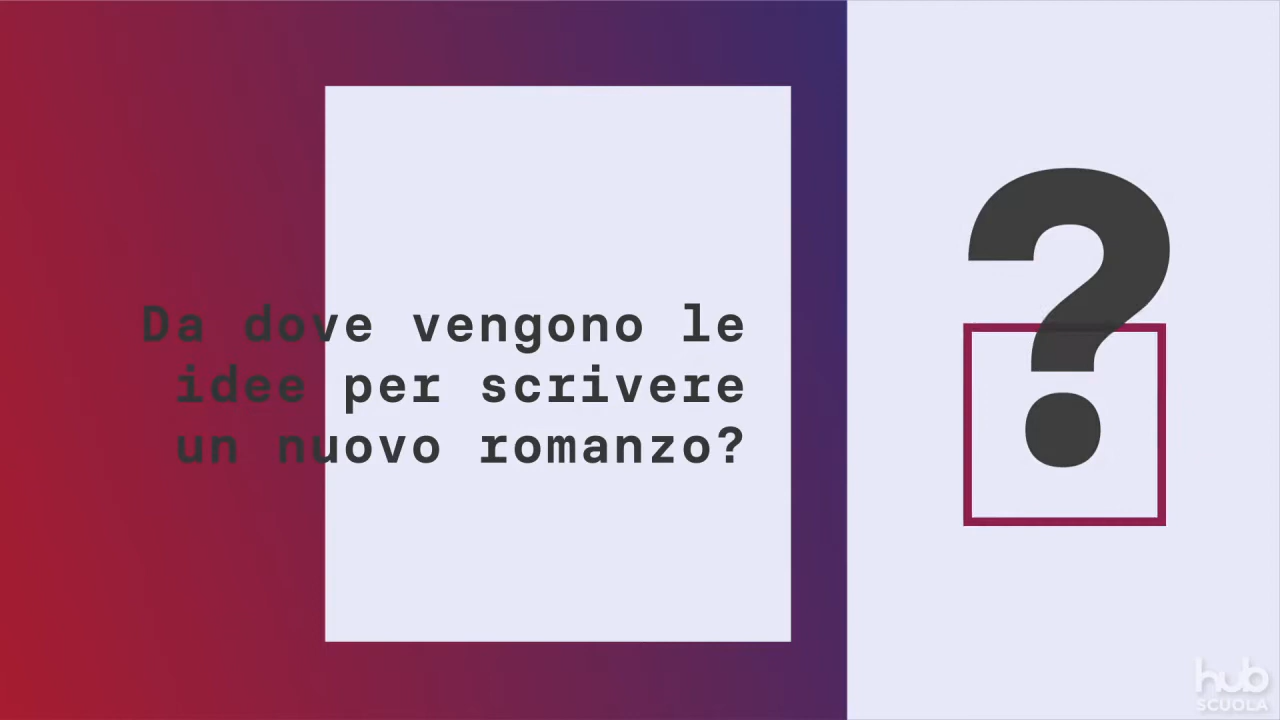 Da dove vengono le
idee per scrivere
un nuovo romanzo?
?
hub
SCUOLA